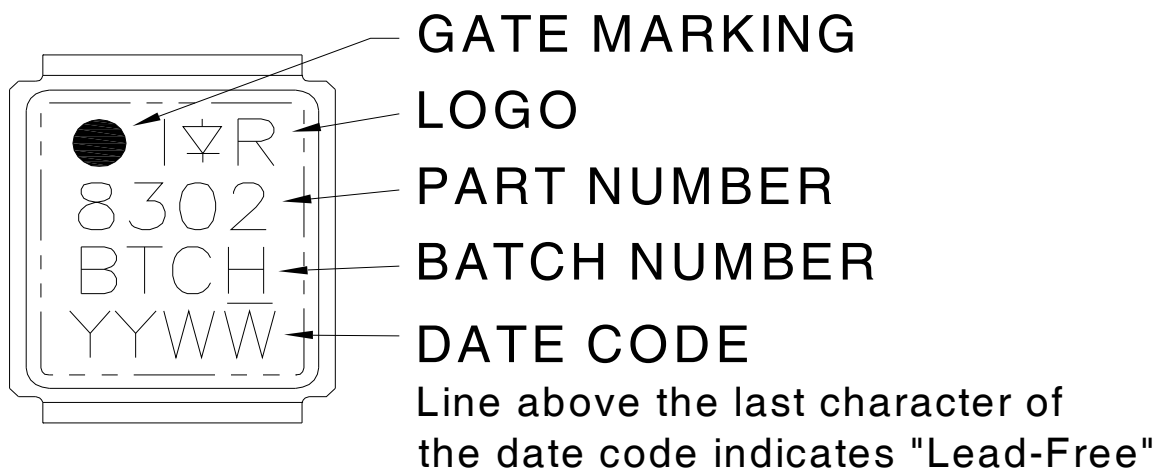 GATE MARKING
I R
LOGO
8302
PART NUMBER
BTCH
BATCH NUMBER
YYWW
DATE CODE
Line above the last character of
the date code indicates "Lead-Free"